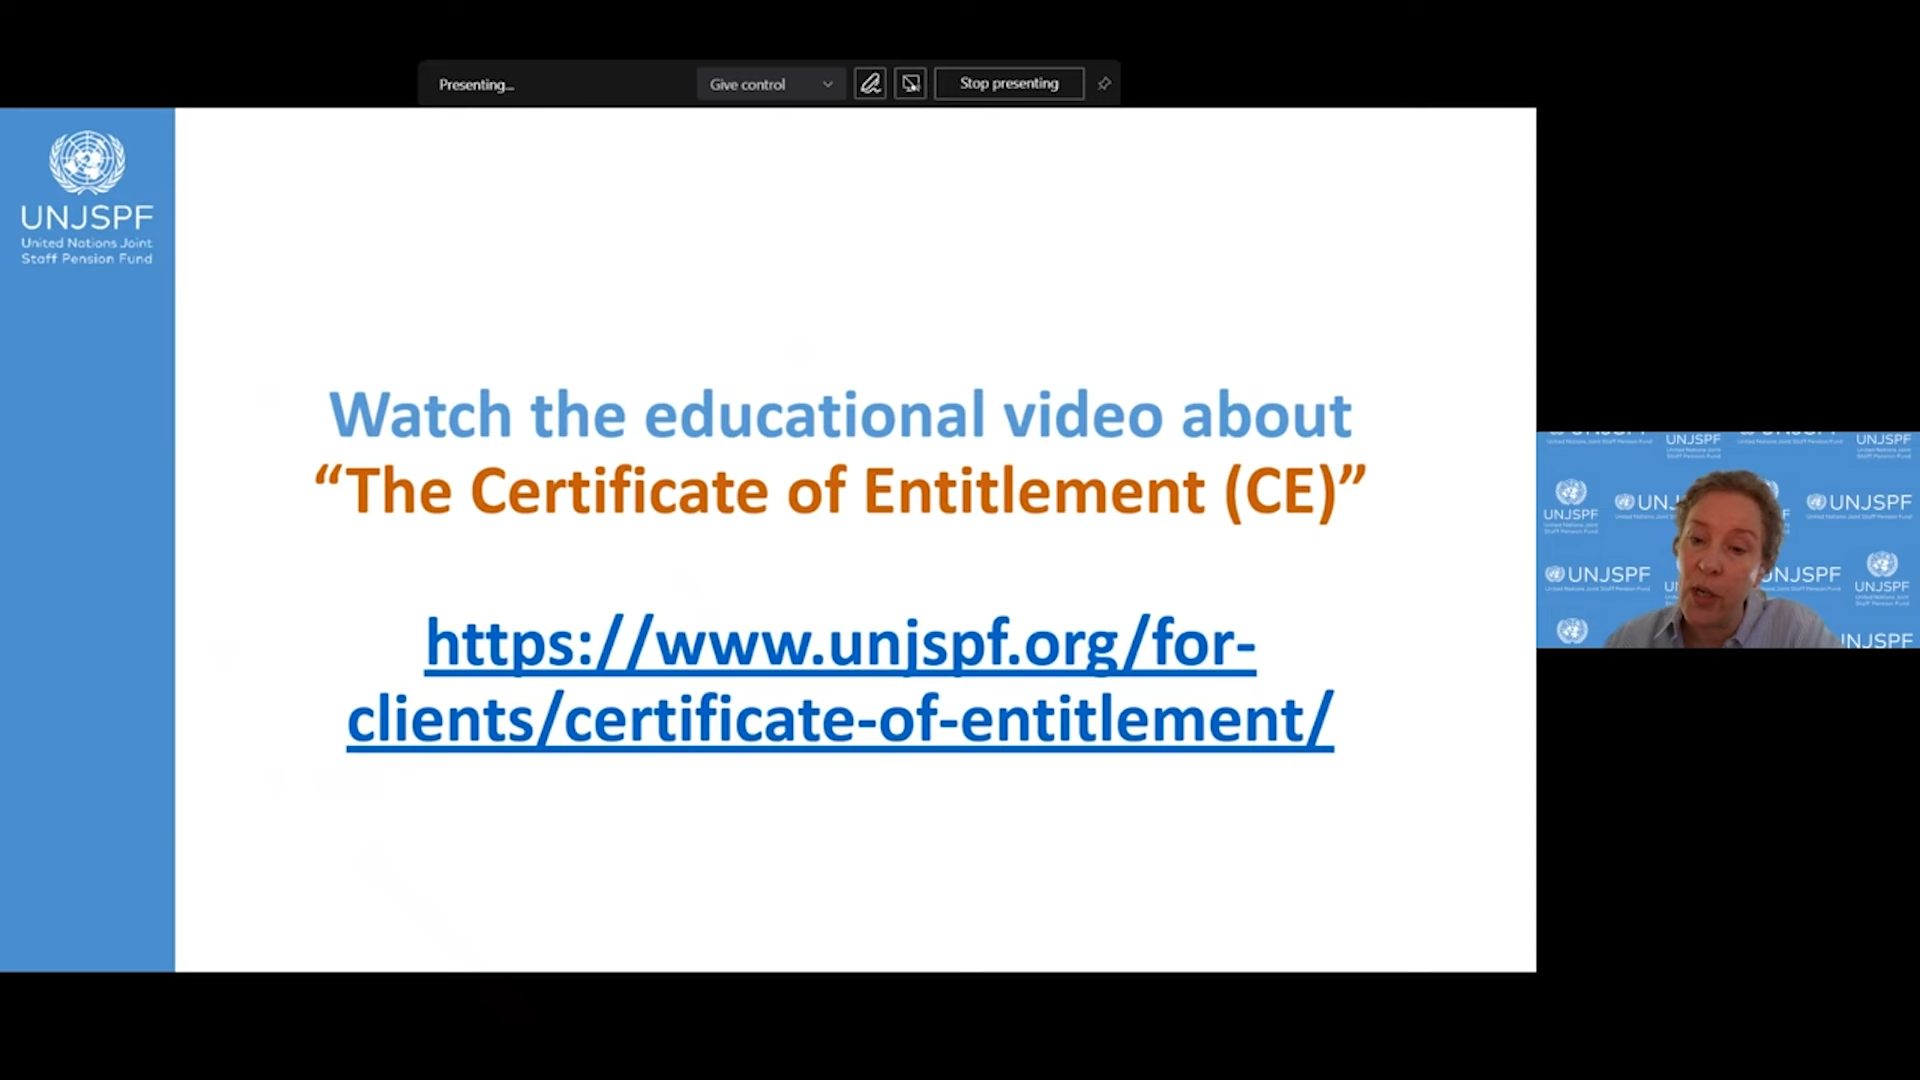 Presenting...
Give control
Stop presenting
UNJSPF
United Nations Joint
Staff Pension Fund
Watch the educational video about
“The Certificate of Entitlement (CE)”
https://www.unjspf.org/for-
clients/certificate-of-entitlement/
UNJSPF
UNJSPF
UNJSPF
UNJSPF
UNJSPF
UNJSPF
UNJSPF